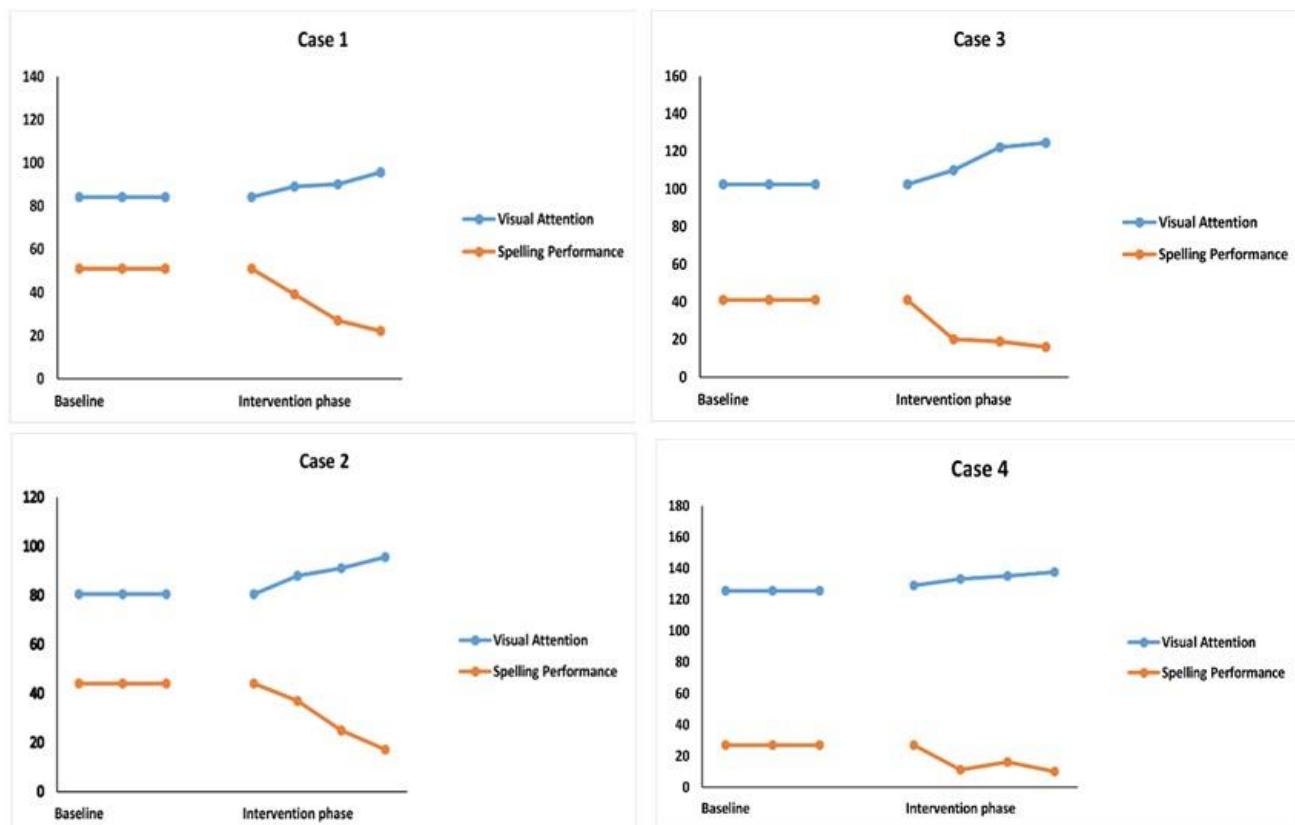 Case 1
140
120
100
80
60
40
20
0
Baseline Intervention phase
Visual Attention
Spelling Performance
Case 3
160
140
120
100
80
60
40
20
0
Baseline Intervention phase
Visual Attention
Spelling Performance
Case 2
120
100
80
60
40
20
0
Baseline Intervention phase
Visual Attention
Spelling Performance
Case 4
180
160
140
120
100
80
60
40
20
0
Baseline Intervention phase
Visual Attention
Spelling Performance